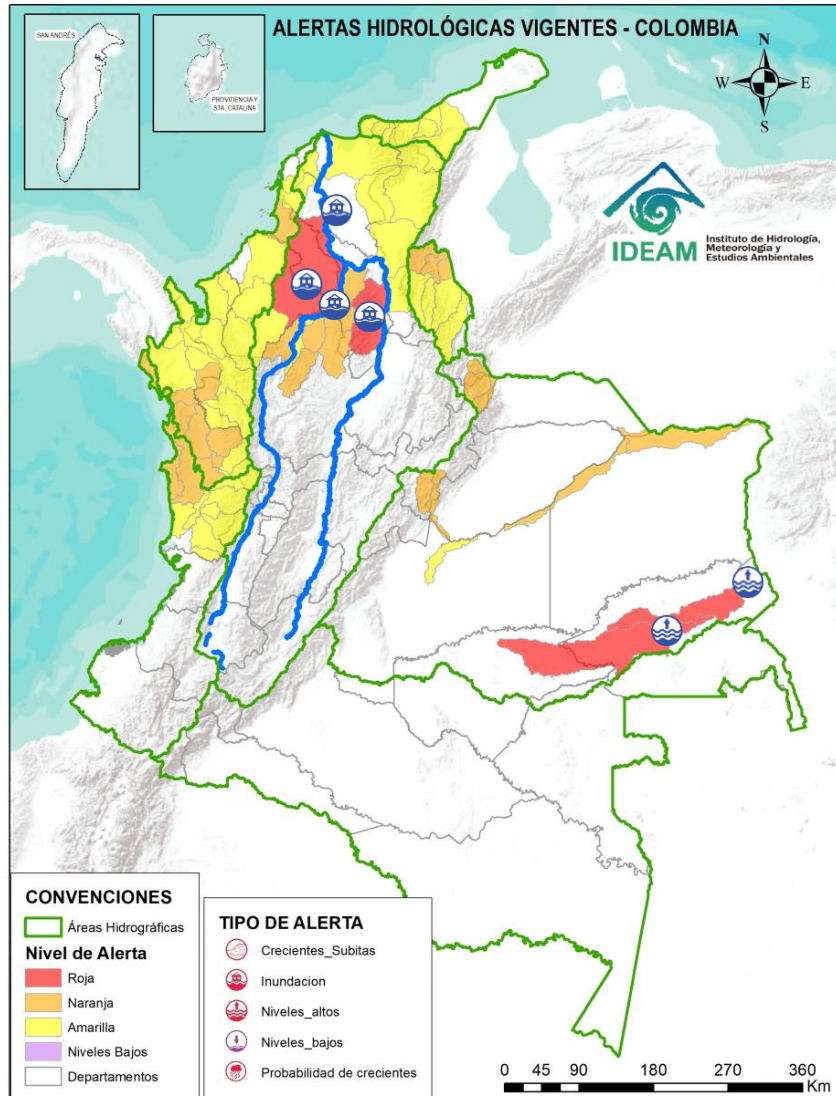 ALERTAS HIDROLÓGICAS VIGENTES - COLOMBIA
SAN ANDRÉS
PROVIDENCIA Y
STA. CATALINA
N
W
E
S
IDEAM
Instituto de Hidrología,
Meteorología y
Estudios Ambientales
CONVENCIONES
Áreas Hidrográficas
Nivel de Alerta
Roja
Naranja
Amarilla
Niveles Bajos
Departamentos
TIPO DE ALERTA
Crecientes_Subitas
Inundacion
Niveles_altos
Niveles_bajos
Probabilidad de crecientes
0 45 90 180 270 360
Km